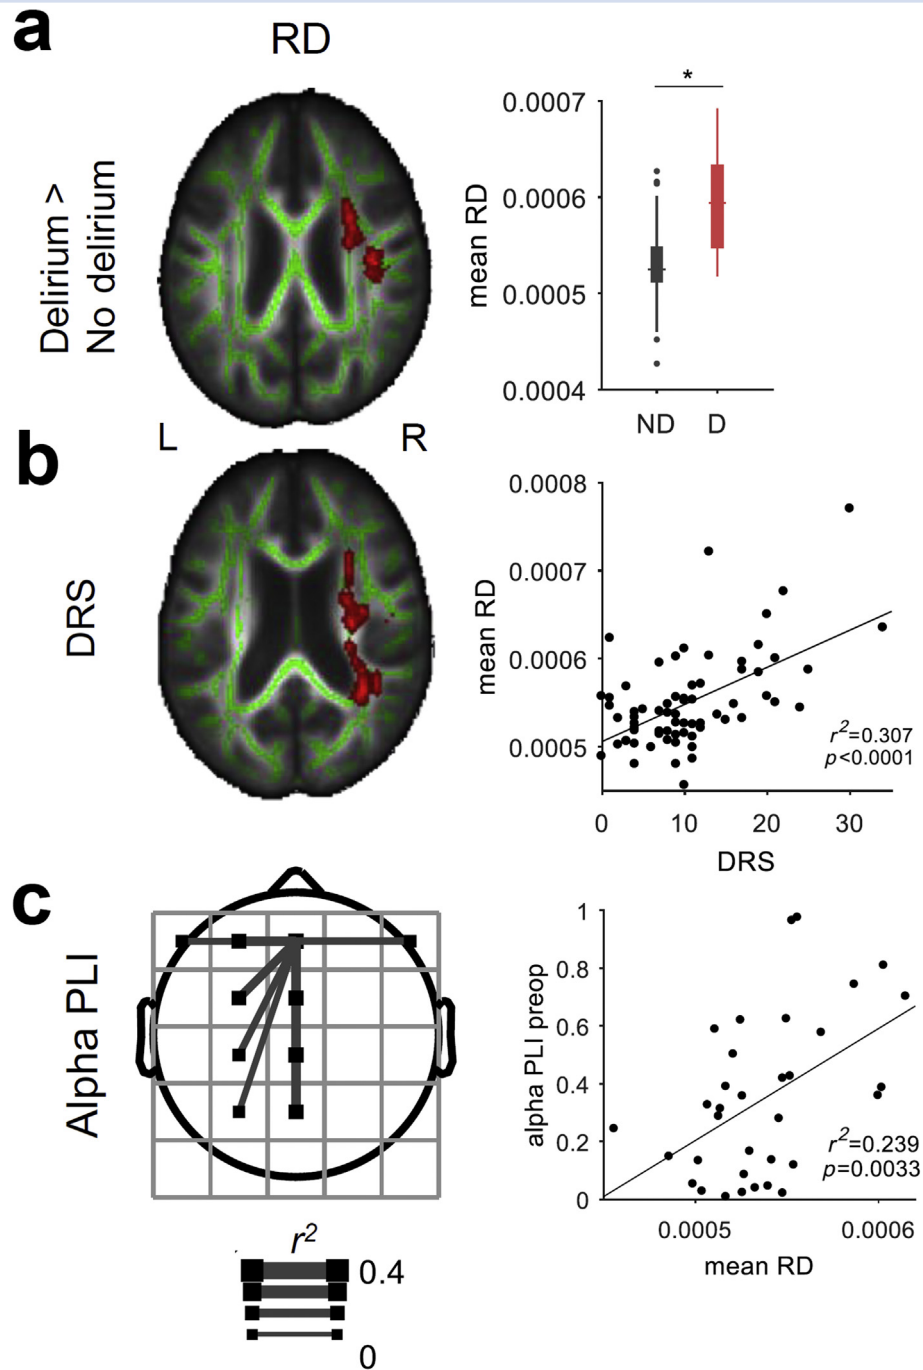 a
RD
Delirium >
No delirium
*
mean RD
0.0007
0.0006
0.0005
0.0004
ND D
L R
b
DRS
mean RD
0.0008
0.0007
0.0006
0.0005
r²=0.307
p<0.0001
0 10 20 30
DRS
c
Alpha PLI
alpha PLI preop
1
0.8
0.6
0.4
0.2
0
r²=0.239
p=0.0033
0.0005 0.0006
mean RD
r²
0.4
0